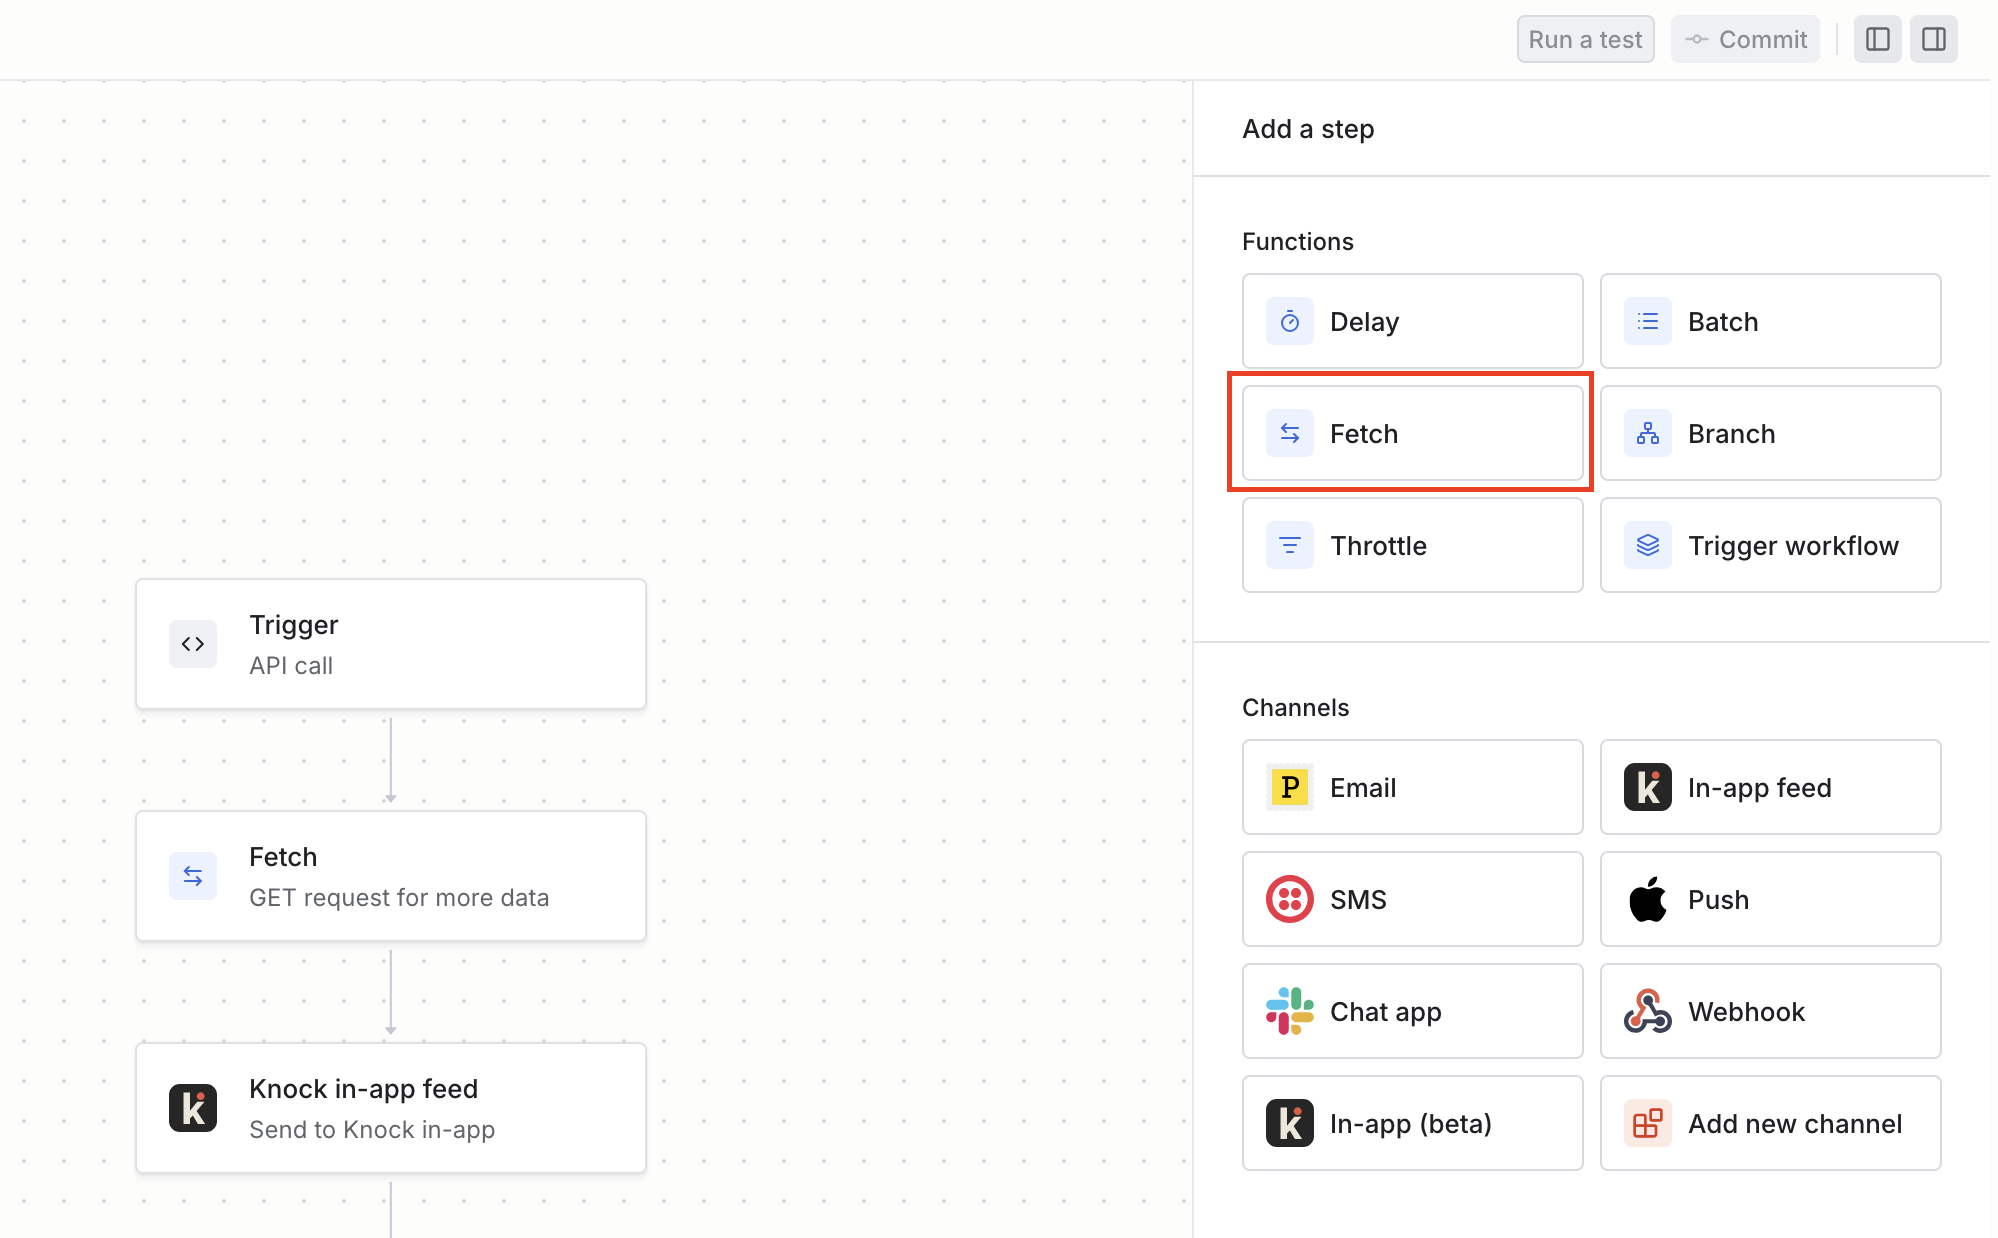 Run a test
Commit
Add a step
Functions
Delay
Batch
Fetch
Branch
Throttle
Trigger workflow
Trigger
API call
Fetch
GET request for more data
Knock in-app feed
Send to Knock in-app
Channels
P Email
k In-app feed
SMS
Push
Chat app
Webhook
k In-app (beta)
Add new channel
k